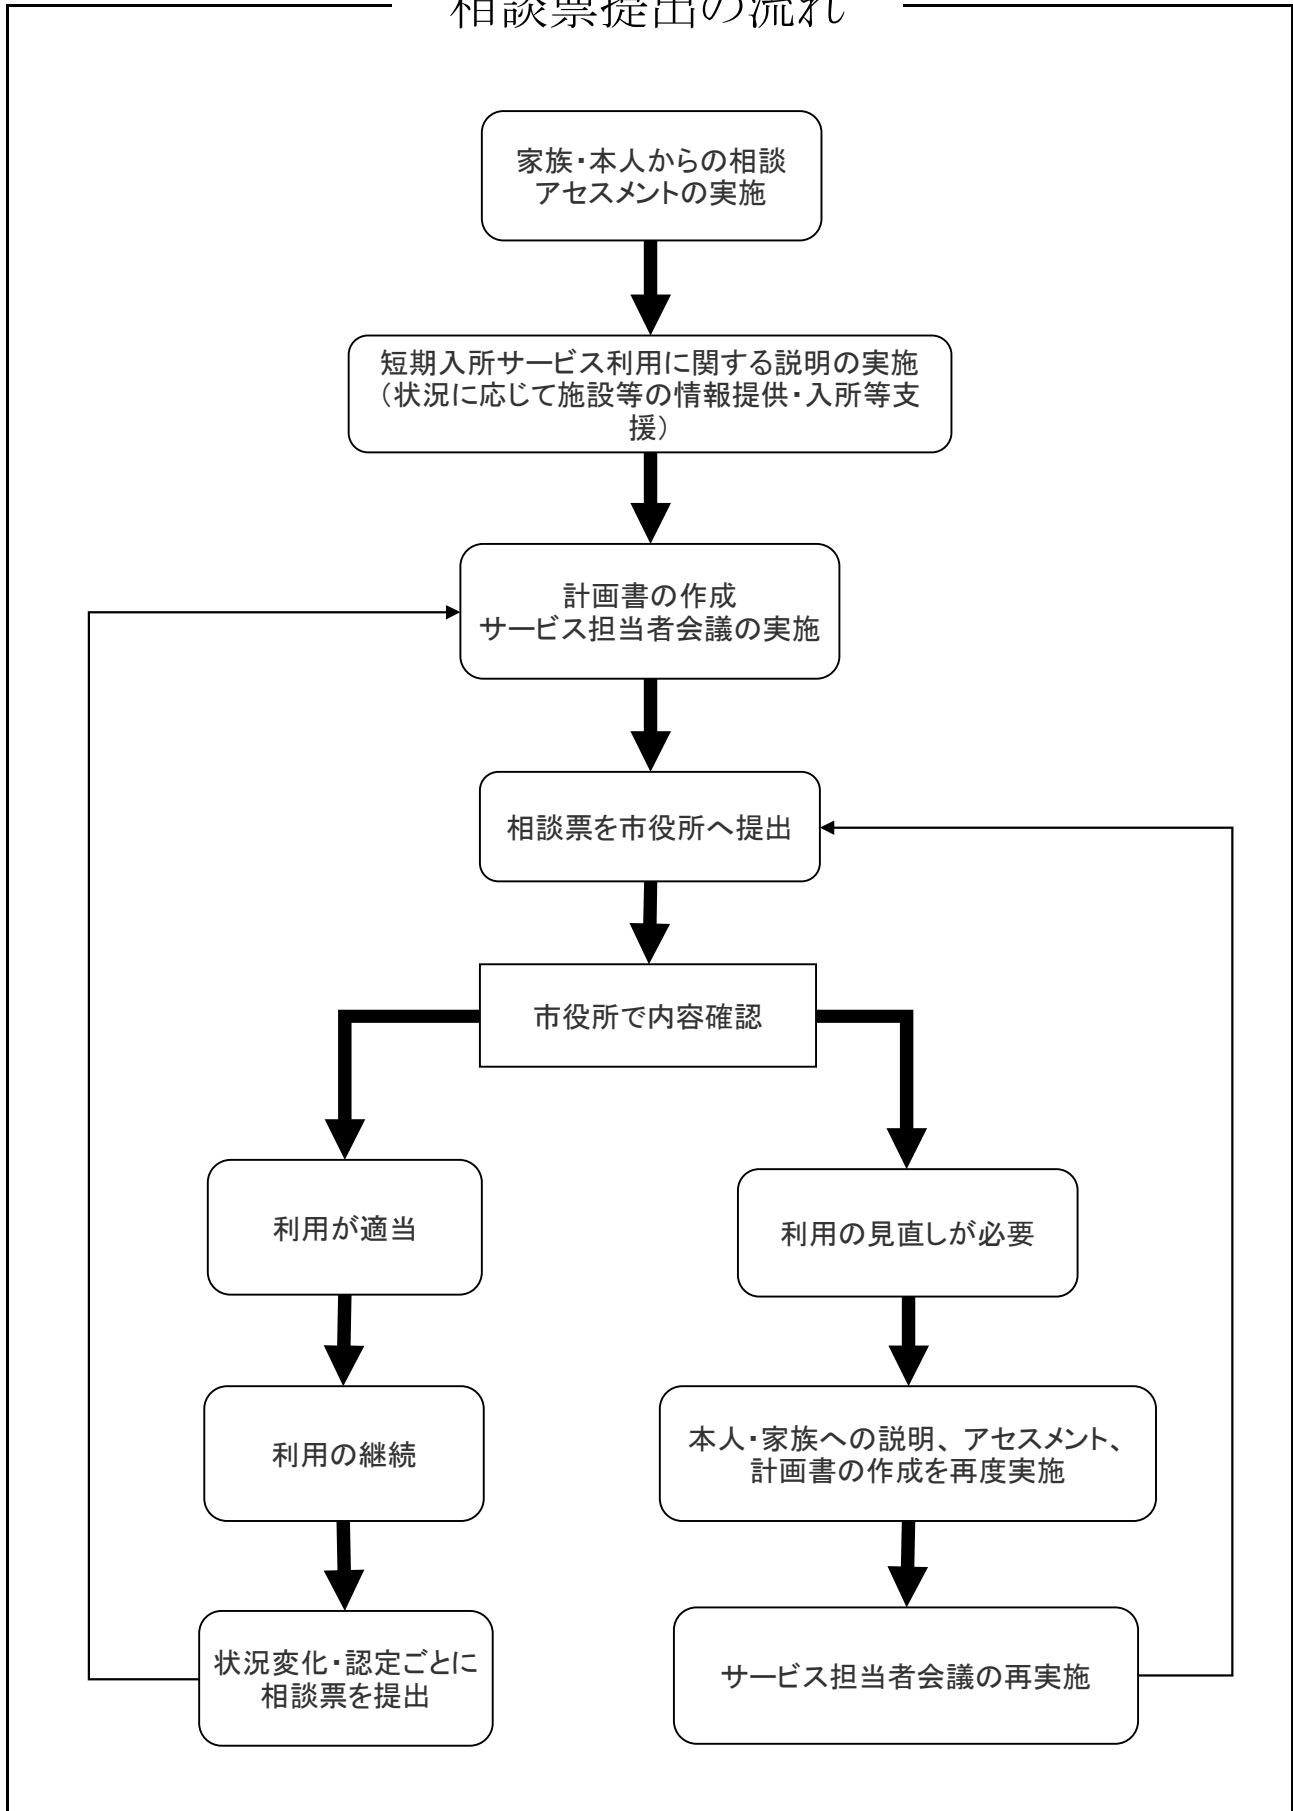 相談票提出の流れ
家族・本人からの相談
アセスメントの実施
短期入所サービス利用に関する説明の実施
（状況に応じて施設等の情報提供・入所等支
援）
計画書の作成
サービス担当者会議の実施
相談票を市役所へ提出
市役所で内容確認
利用が適当
利用の見直しが必要
利用の継続
本人・家族への説明、アセスメント、
計画書の作成を再度実施
状況変化・認定ごとに
相談票を提出
サービス担当者会議の再実施